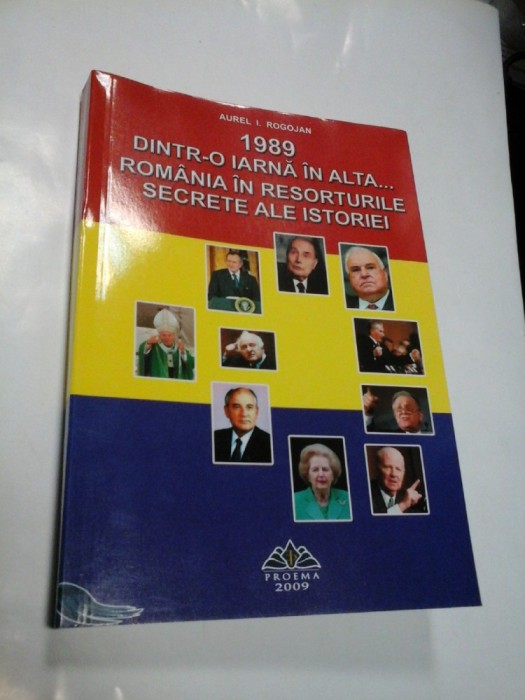 AUREL I. ROGOJAN
1989
DINTR-O IARNĂ ÎN ALTA...
ROMÂNIA ÎN RESORTURILE
SECRETE ALE ISTORIEI
PROEMA
2009